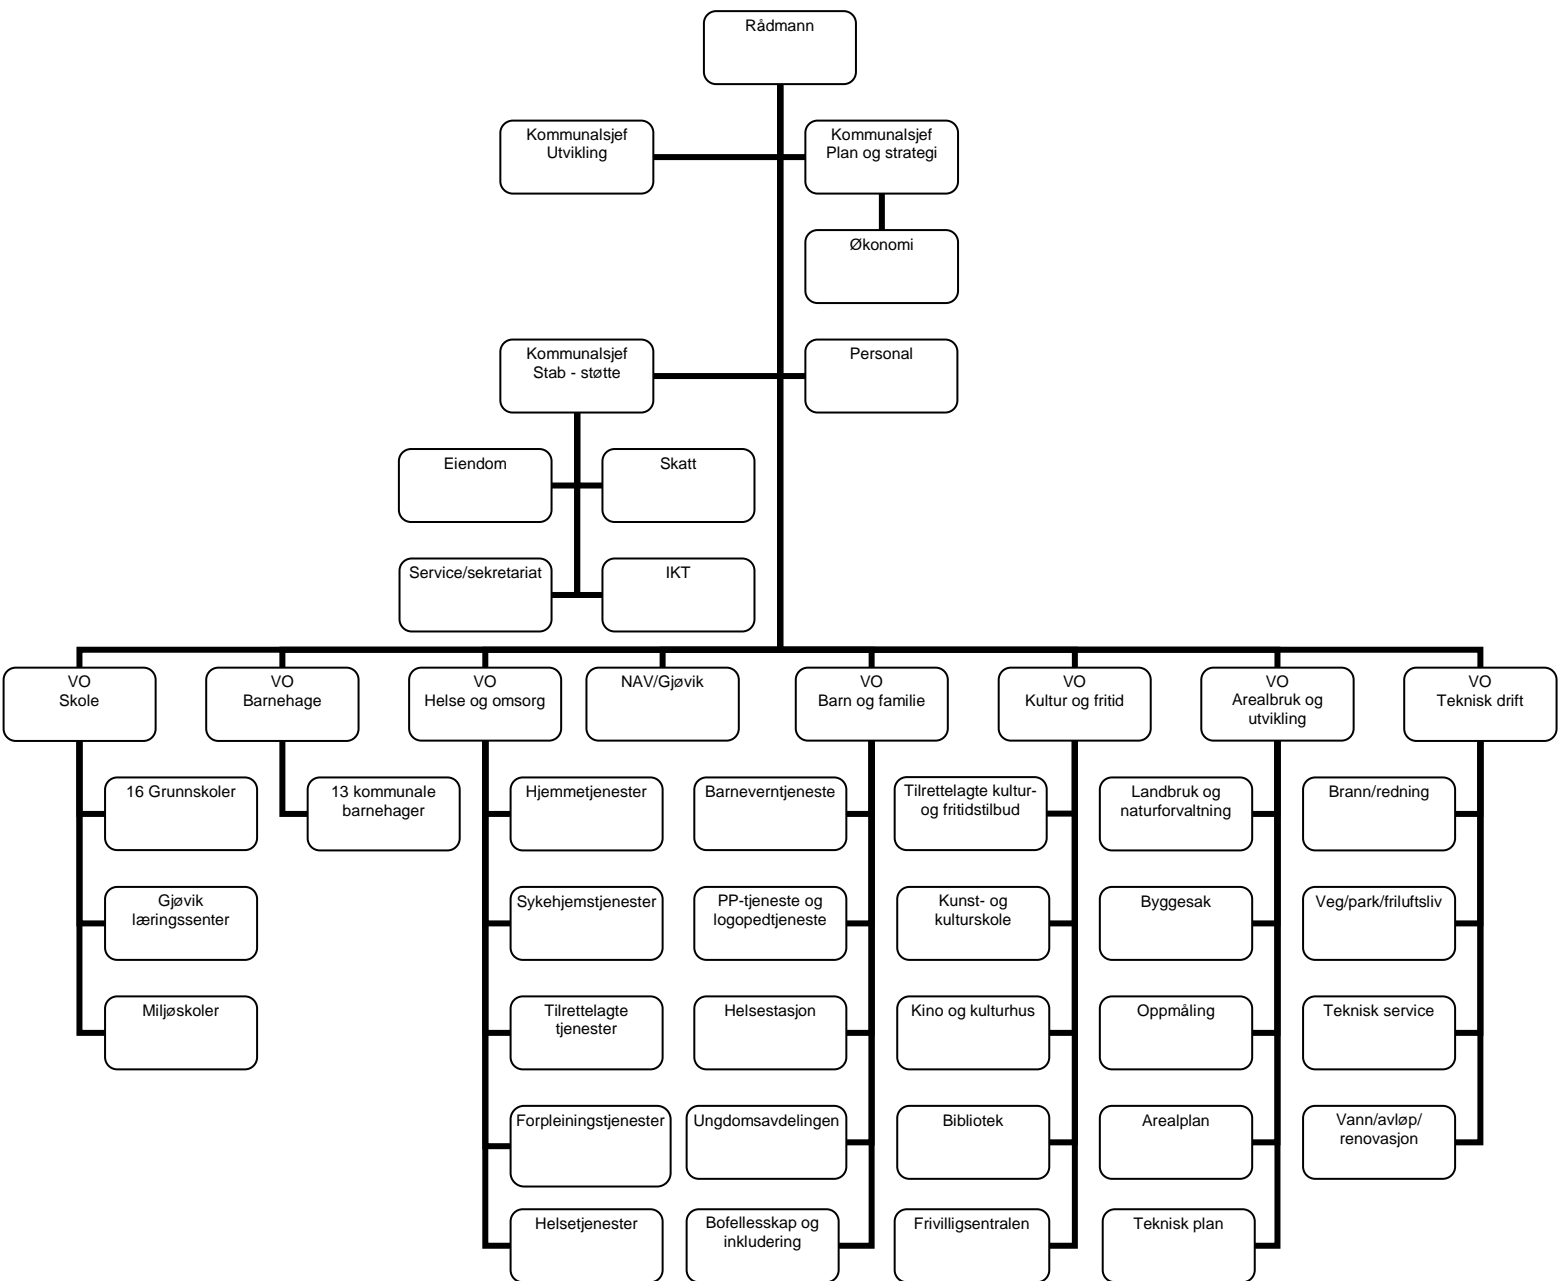 Rådmann
Kommunalsjef
Utvikling
Kommunalsjef
Plan og strategi
Økonomi
Kommunalsjef
Stab - støtte
Personal
Eiendom
Skatt
Service/sekretariat
IKT
VO
Skole
VO
Barnehage
VO
Helse og omsorg
NAV/Gjøvik
VO
Barn og familie
VO
Kultur og fritid
VO
Arealbruk og
utvikling
VO
Teknisk drift
16 Grunnskoler
13 kommunale
barnehager
Hjemmetjenester
Barneverntjeneste
Tilrettelagte kultur-
og fritidstilbud
Landbruk og
naturforvaltning
Brann/redning
Gjøvik
læringssenter
Sykehjemstjenester
PP-tjeneste og
logopedtjeneste
Kunst- og
kulturskole
Byggesak
Veg/park/friluftsliv
Miljøskoler
Tilrettelagte
tjenester
Helsestasjon
Kino og kulturhus
Oppmåling
Teknisk service
Forpleiningstjenester
Ungdomsavdelingen
Bibliotek
Arealplan
Vann/avløp/
renovasjon
Helsetjenester
Bofellesskap og
inkludering
Frivilligsentralen
Teknisk plan